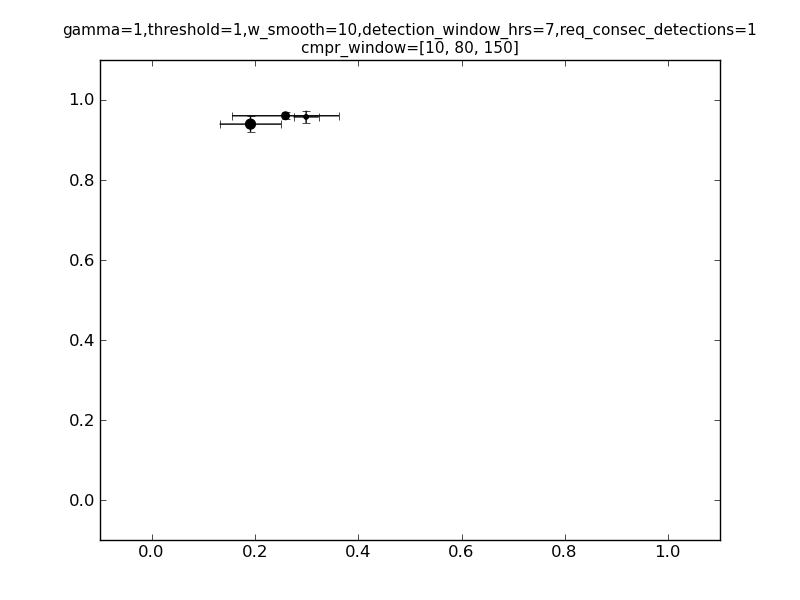 gamma=1,threshold=1,w_smooth=10,detection_window_hrs=7,req_consec_detections=1
cmpr_window=[10, 80, 150]
1.0
0.8
0.6
0.4
0.2
0.0
0.0 0.2 0.4 0.6 0.8 1.0